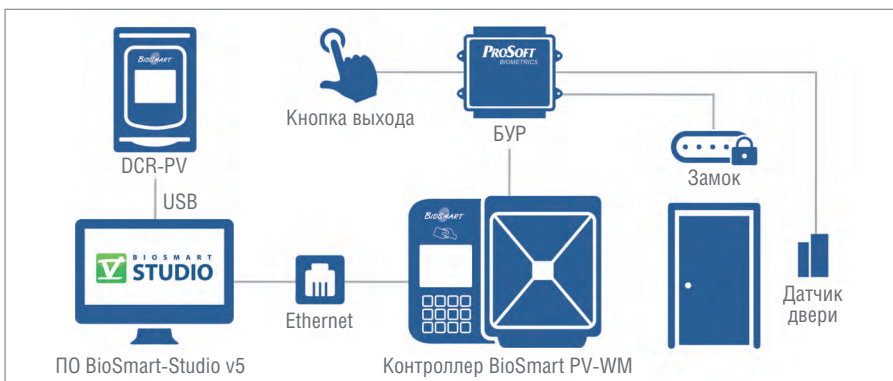 BIOSMART
DCR-PV
USB
V BIOSMART
STUDIO
ПО BioSmart-Studio v5
Ethernet
Кнопка выхода
PROSOFT
BIOMETRICS
БУР
BIOSMART
Контроллер BioSmart PV-WM
Замок
Датчик
двери